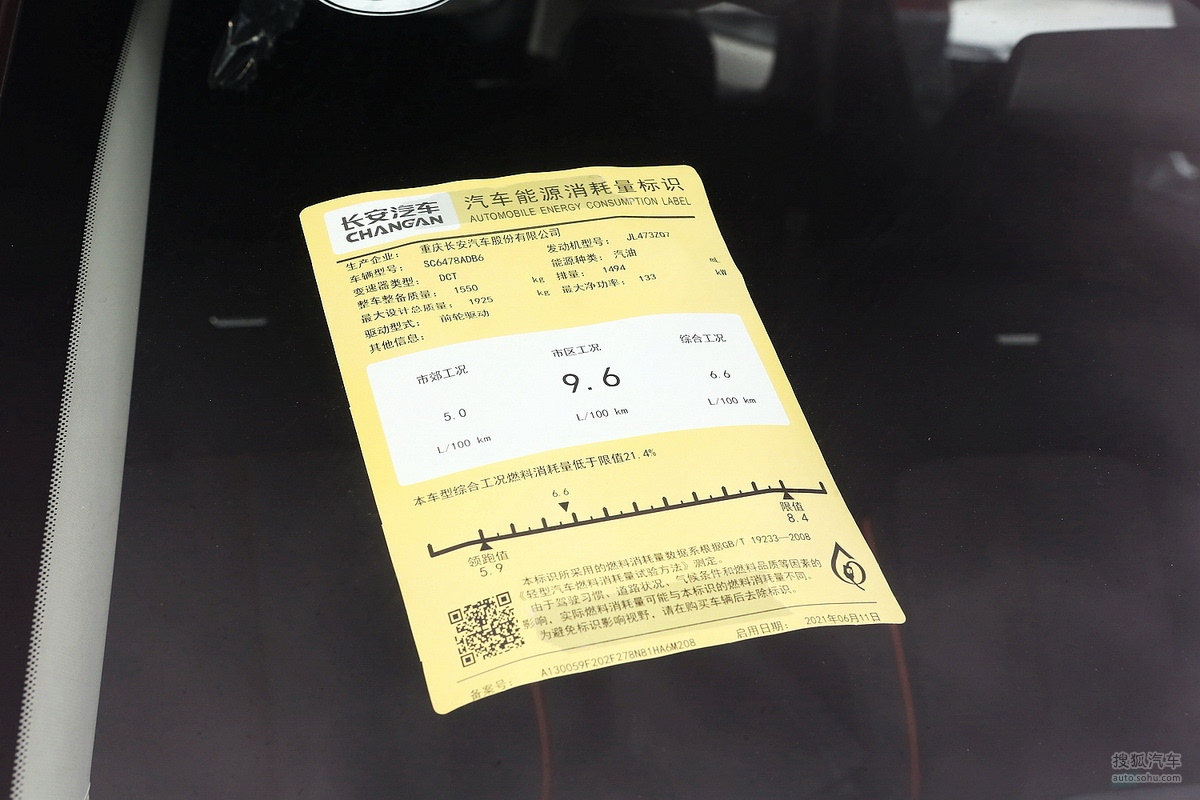 长安汽车
CHANGAN
汽车能源消耗量标识
AUTOMOBILE ENERGY CONSUMPTION LABEL
生产企业： 重庆长安汽车股份有限公司
车辆型号： SC6478ADB6 发动机型号： JL473ZQ7
变速器类型： DCT 能源种类： 汽油
整车整备质量： 1550 kg 排量： 1494 mL
最大设计总质量： 1925 kg 最大净功率： 133 kW
驱动型式： 前轮驱动
其他信息：
市郊工况 市区工况 综合工况
5.0 9.6 6.6
L/100 km L/100 km L/100 km
本车型综合工况燃料消耗量低于限值21.4%
6.6
领跑值 限值
5.9 8.4
本标识所采用的燃料消耗量数据系根据GB/T 19233—2008
《轻型汽车燃料消耗量试验方法》测定。
由于驾驶习惯、道路状况、气候条件和燃料品质等因素的
影响，实际燃料消耗量可能与本标识的燃料消耗量不同。
为避免标识影响视野，请在购买车辆后去除标识。
备案号： A130059F202F278N81HA6M208 启用日期： 2021年06月11日
搜狐汽车
auto.sohu.com